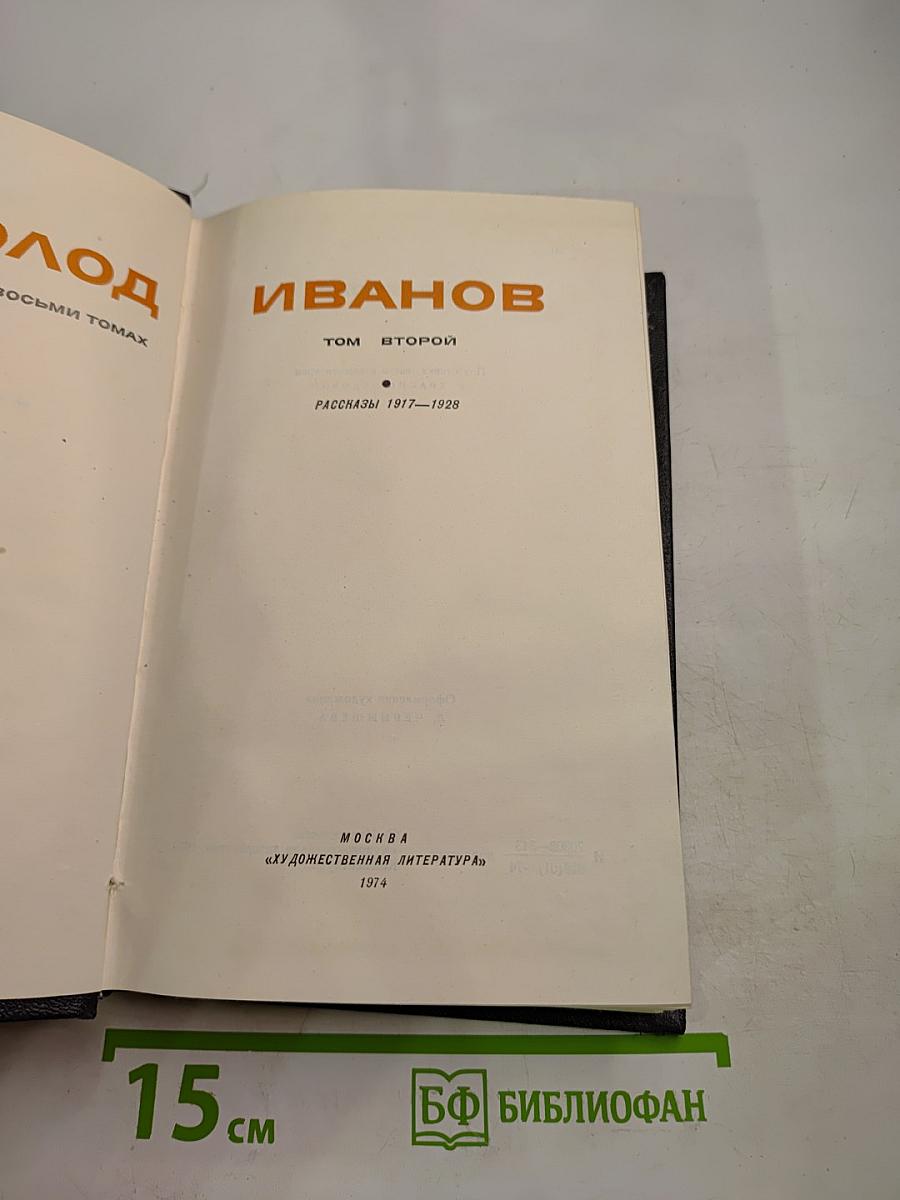 ОЛОД
ВОСЬМИ ТОМАХ
ИВАНОВ
ТОМ ВТОРОЙ
РАССКАЗЫ 1917—1928
МОСКВА
«ХУДОЖЕСТВЕННАЯ ЛИТЕРАТУРА»
1974
15 см
БФ БИБЛИОФАН